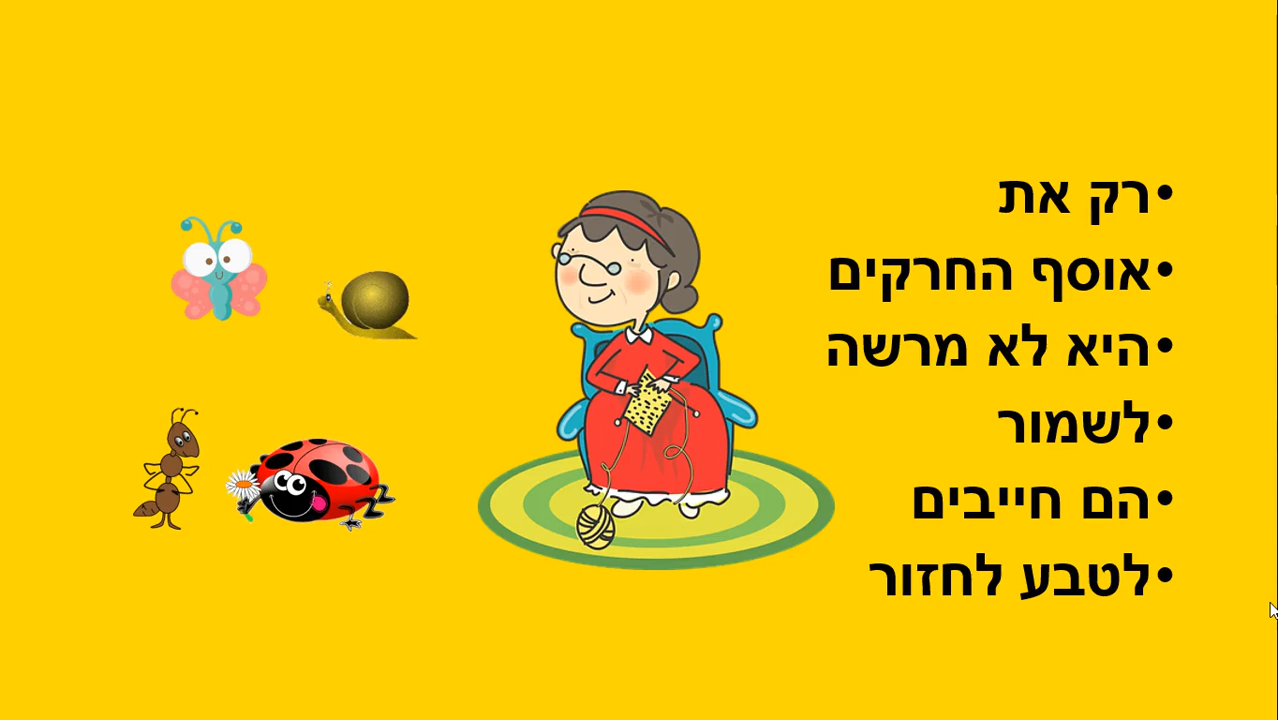 •רק את
•אוסף החרקים
•היא לא מרשה
•לשמור
•הם חייבים
•לטבע לחזור